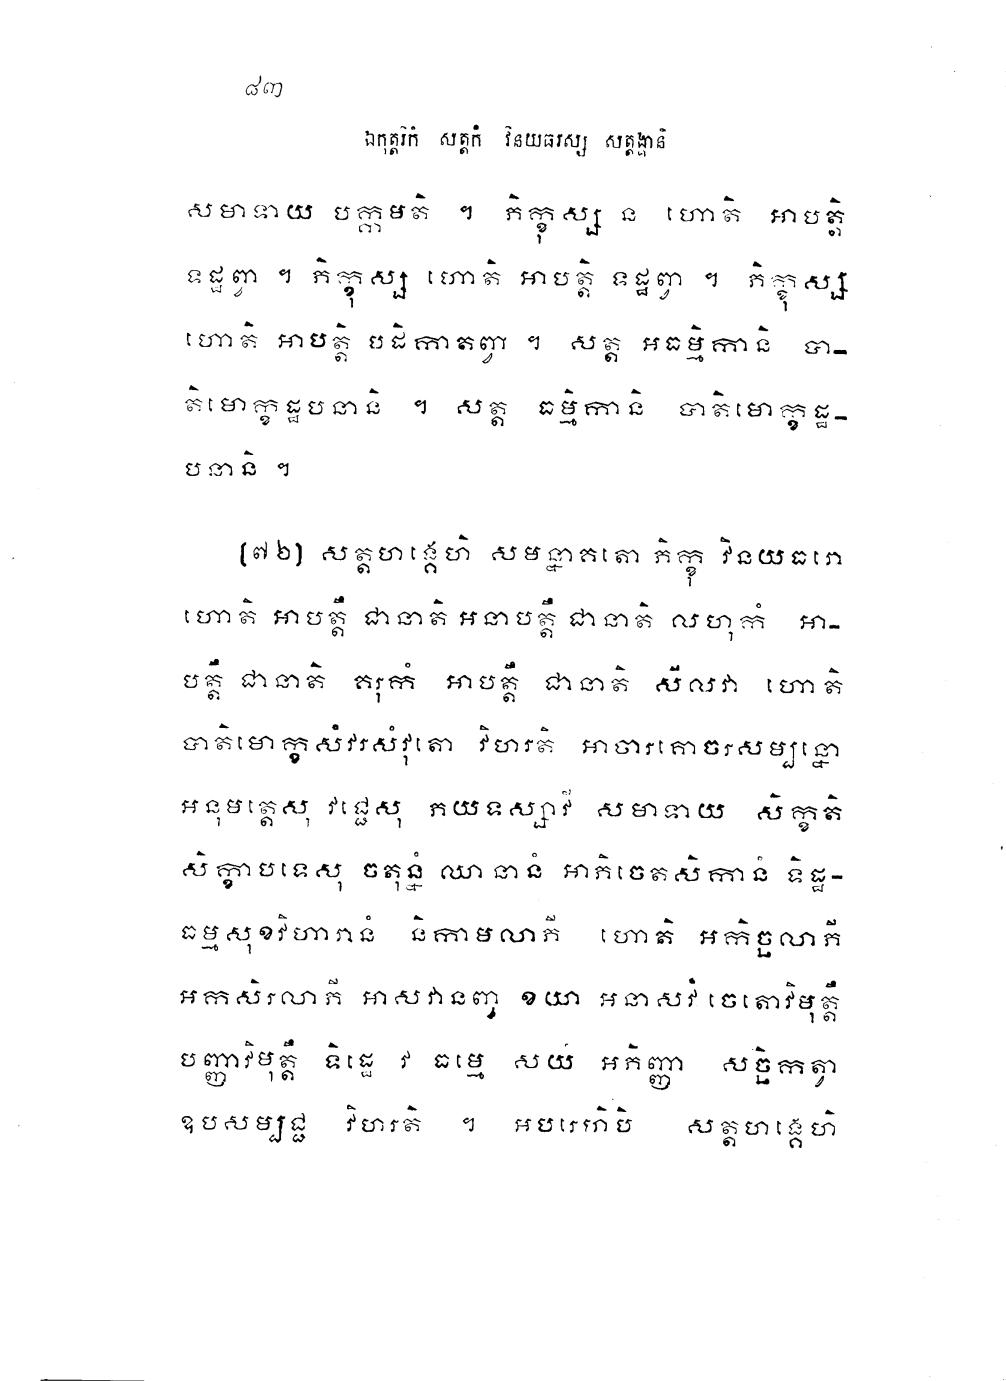 ៨៣
ឯកុត្តរិកំ សត្តកំ វិនយធរស្ស សត្តង្គានិ
សមាទាយ បក្កមតិ ។ ភិក្ខុស្ស ន ហោតិ អាបត្តិ
ទដ្ឋព្វា ។ ភិក្ខុស្ស ហោតិ អាបត្តិ ទដ្ឋព្វា ។ ភិក្ខុស្ស
ហោតិ អាបត្តិ បដិកាតព្វា ។ សត្ត អធម្មិកានិ បា-
តិមោក្ខដ្ឋបនានិ ។ សត្ត ធម្មិកានិ បាតិមោក្ខដ្ឋ-
បនានិ ។
(៧២) សត្តហង្គេហិ សមន្នាគតោ ភិក្ខុ វិនយធរោ
ហោតិ អាបត្តឹ ជានាតិ អនាបត្តឹ ជានាតិ លហុកំ អា-
បត្តឹ ជានាតិ គរុកំ អាបត្តឹ ជានាតិ សីលវា ហោតិ
បាតិមោក្ខសំវរសំវុតោ វិហរតិ អាចារគោចរសម្បន្នោ
អនុមត្តេសុ វជ្ជេសុ ភយទស្សាវី សមាទាយ សិក្ខតិ
សិក្ខាបទេសុ ចតុន្នំ ឈានានំ អាភិចេតសិកានំ ទិដ្ឋ-
ធម្មសុខវិហារានំ និកាមលាភី ហោតិ អកិច្ឆលាភី
អកសិរលាភី អាសវានញ្ច ខយា អនាសវំ ចេតោវិមុត្តឹ
បញ្ញាវិមុត្តឹ ទិដ្ឋេ វ ធម្មេ សយំ អភិញ្ញា សច្ឆិកត្វា
ឧបសម្បជ្ជ វិហរតិ ។ អបរេហិបិ សត្តហង្គេហិ